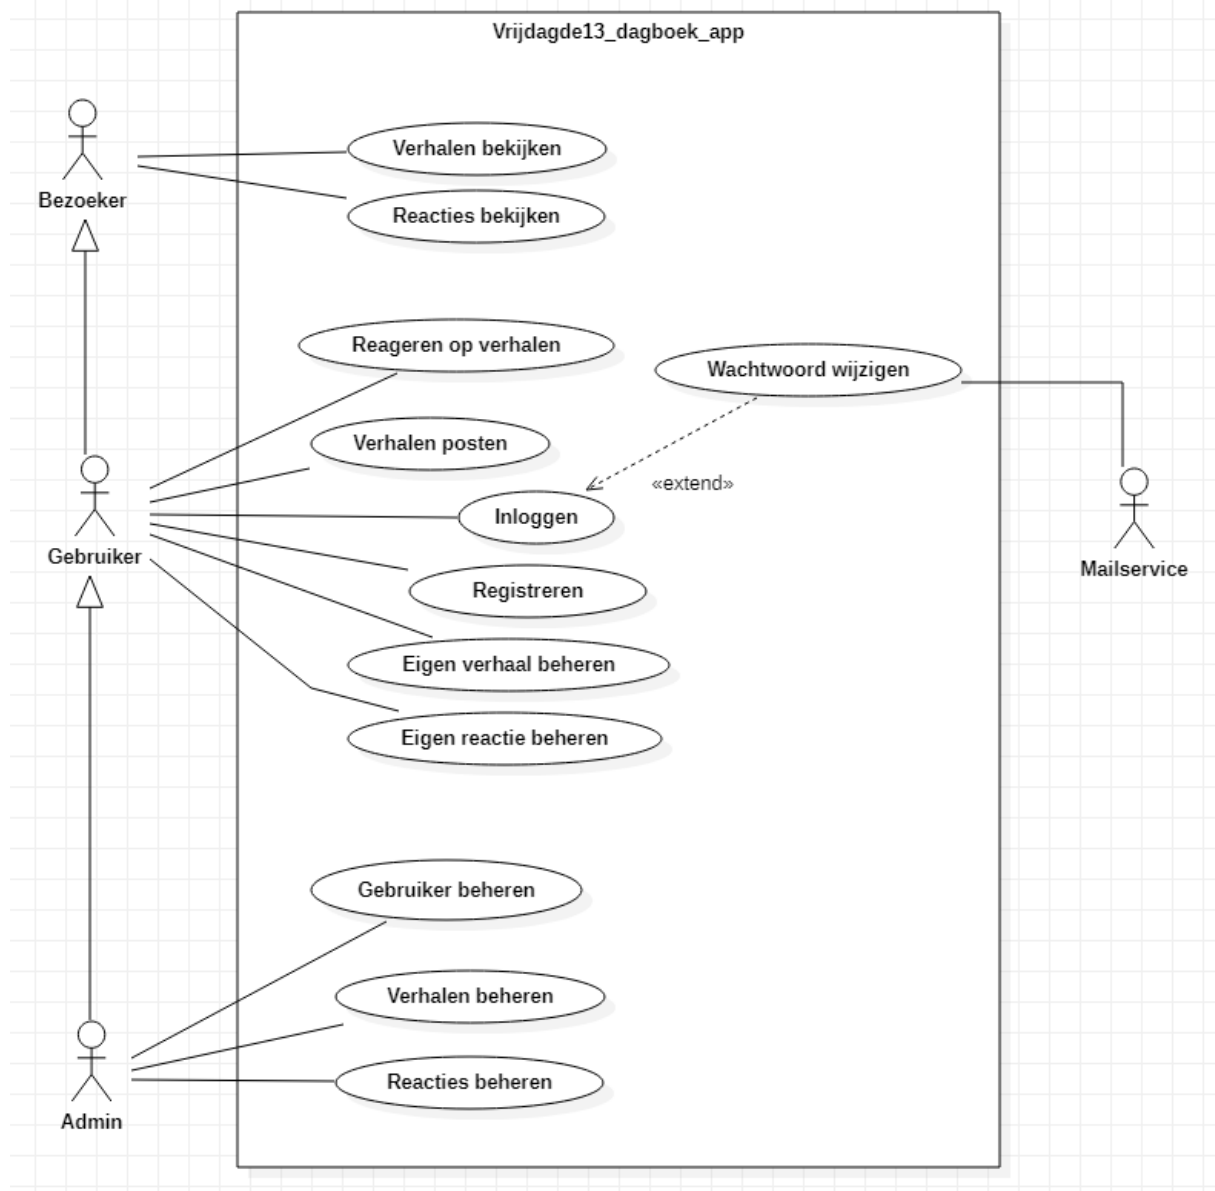 Vrijdagde13_dagboek_app
Verhalen bekijken
Bezoeker
Reacties bekijken
Reageren op verhalen
Wachtwoord wijzigen
Verhalen posten
«extend»
Inloggen
Gebruiker
Mailservice
Registreren
Eigen verhaal beheren
Eigen reactie beheren
Gebruiker beheren
Verhalen beheren
Reacties beheren
Admin